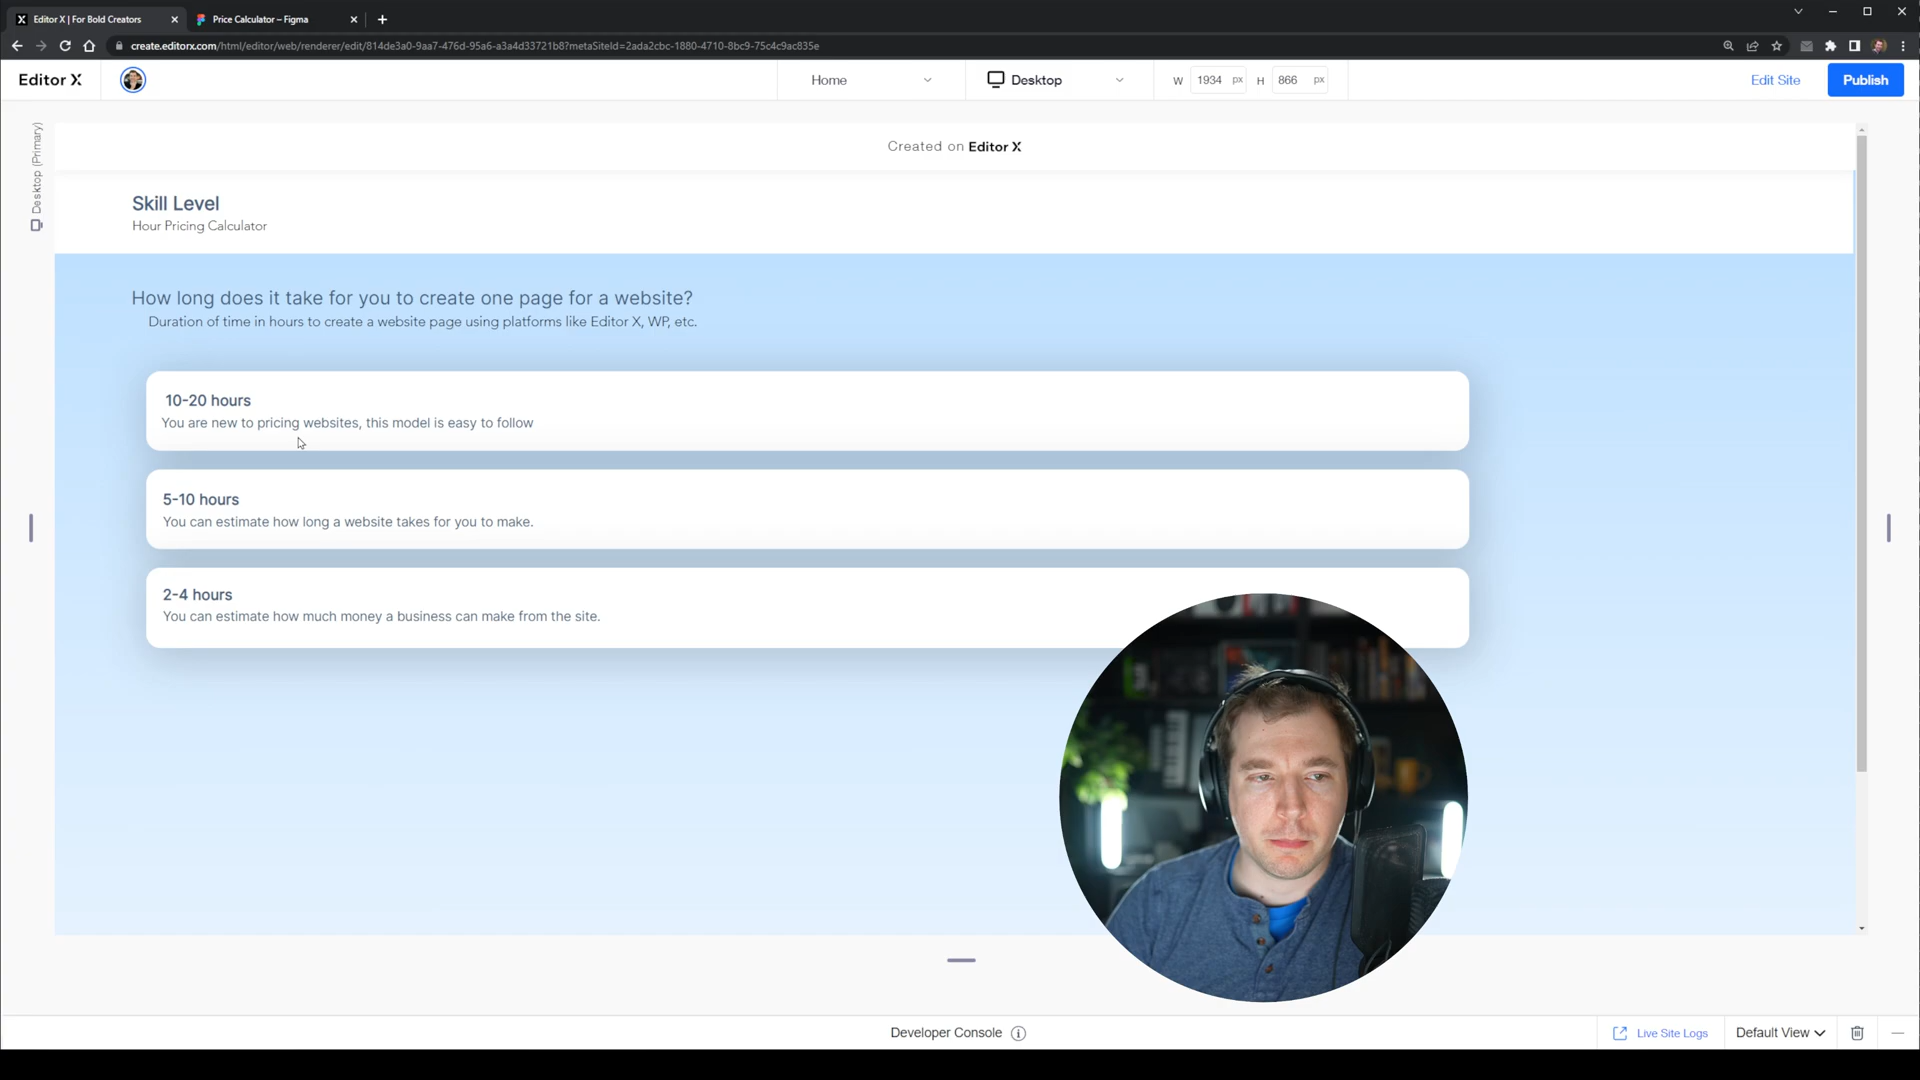 Editor X | For Bold Creators
Price Calculator – Figma
create.editorx.com/html/editor/web/renderer/edit/814de3a0-9aa7-476d-95a6-a3a4d33721b8?metaSiteId=2ada2cbc-1880-4710-8bc9-75c4c9ac835e
Editor X
Home
Desktop
W 1934 px H 866 px
Edit Site
Publish
Desktop (Primary)
Created on Editor X
Skill Level
Hour Pricing Calculator
How long does it take for you to create one page for a website?
Duration of time in hours to create a website page using platforms like Editor X, WP, etc.
10-20 hours
You are new to pricing websites, this model is easy to follow
5-10 hours
You can estimate how long a website takes for you to make.
2-4 hours
You can estimate how much money a business can make from the site.
Developer Console
Live Site Logs
Default View